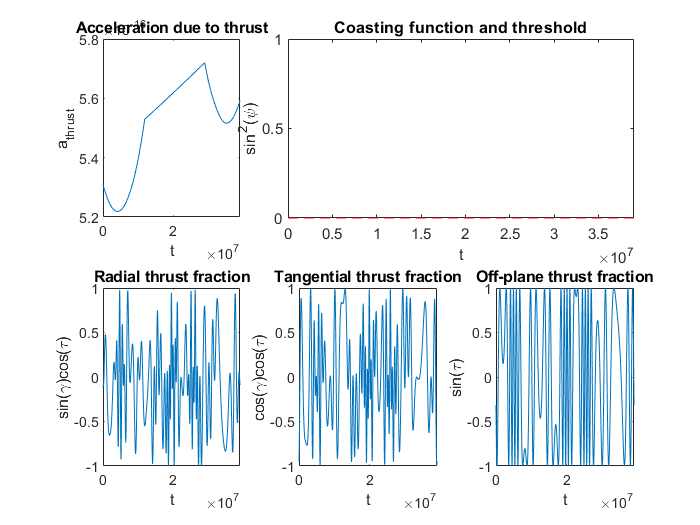 Acceleration due to thrust
5.8
5.6
5.4
5.2
a_thrust
0
2
t
×10^7
Coasting function and threshold
1
0.5
0
sin^2(ψ)
0
0.5
1
1.5
2
2.5
3
3.5
t
×10^7
Radial thrust fraction
1
0.5
0
-0.5
-1
sin(γ)cos(τ)
0
2
t
×10^7
Tangential thrust fraction
1
0.5
0
-0.5
-1
cos(γ)cos(τ)
0
2
t
×10^7
Off-plane thrust fraction
1
0.5
0
-0.5
-1
sin(τ)
0
2
t
×10^7